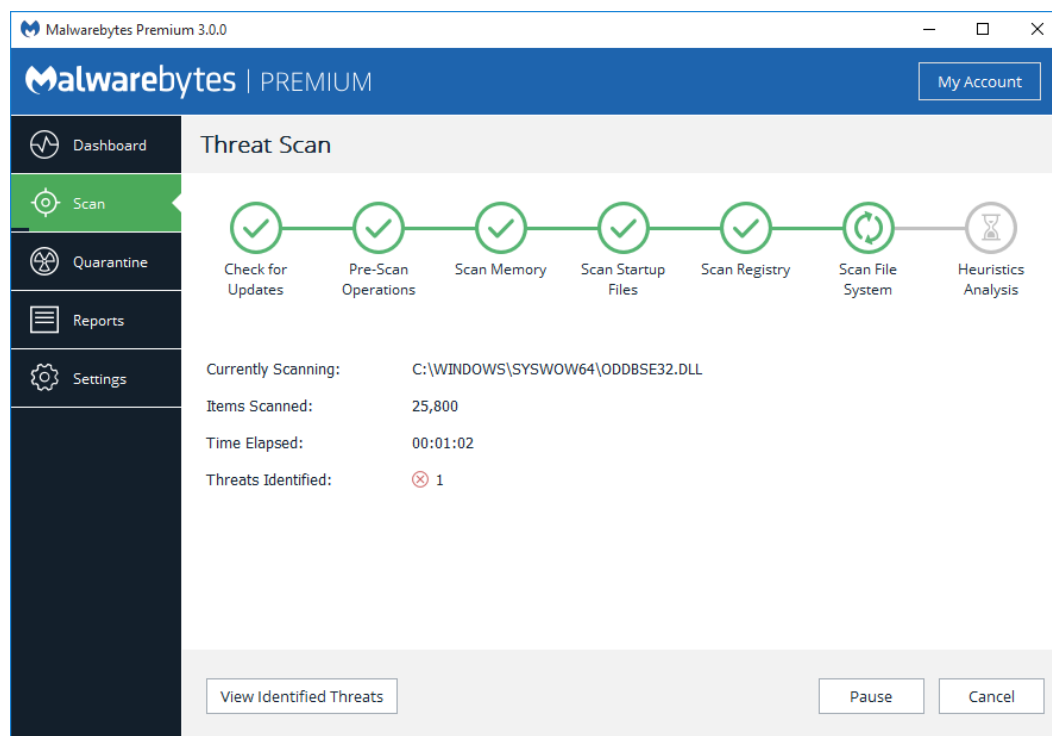 Malwarebytes Premium 3.0.0
Malwarebytes | PREMIUM
My Account
Dashboard
Scan
Quarantine
Reports
Settings
Threat Scan
Check for
Updates
Pre-Scan
Operations
Scan Memory
Scan Startup
Files
Scan Registry
Scan File
System
Heuristics
Analysis
Currently Scanning: C:\WINDOWS\SYSWOW64\ODDBSE32.DLL
Items Scanned: 25,800
Time Elapsed: 00:01:02
Threats Identified: 1
View Identified Threats
Pause
Cancel